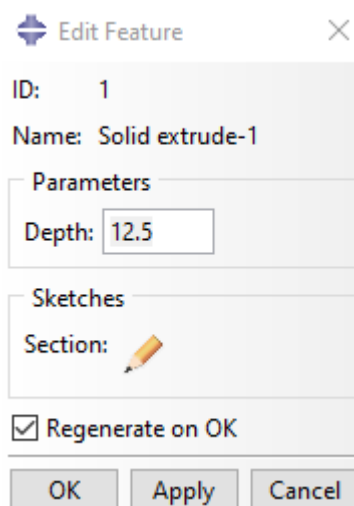 Edit Feature
ID: 1
Name: Solid extrude-1
Parameters
Depth: 12.5
Sketches
Section:
Regenerate on OK
OK Apply Cancel